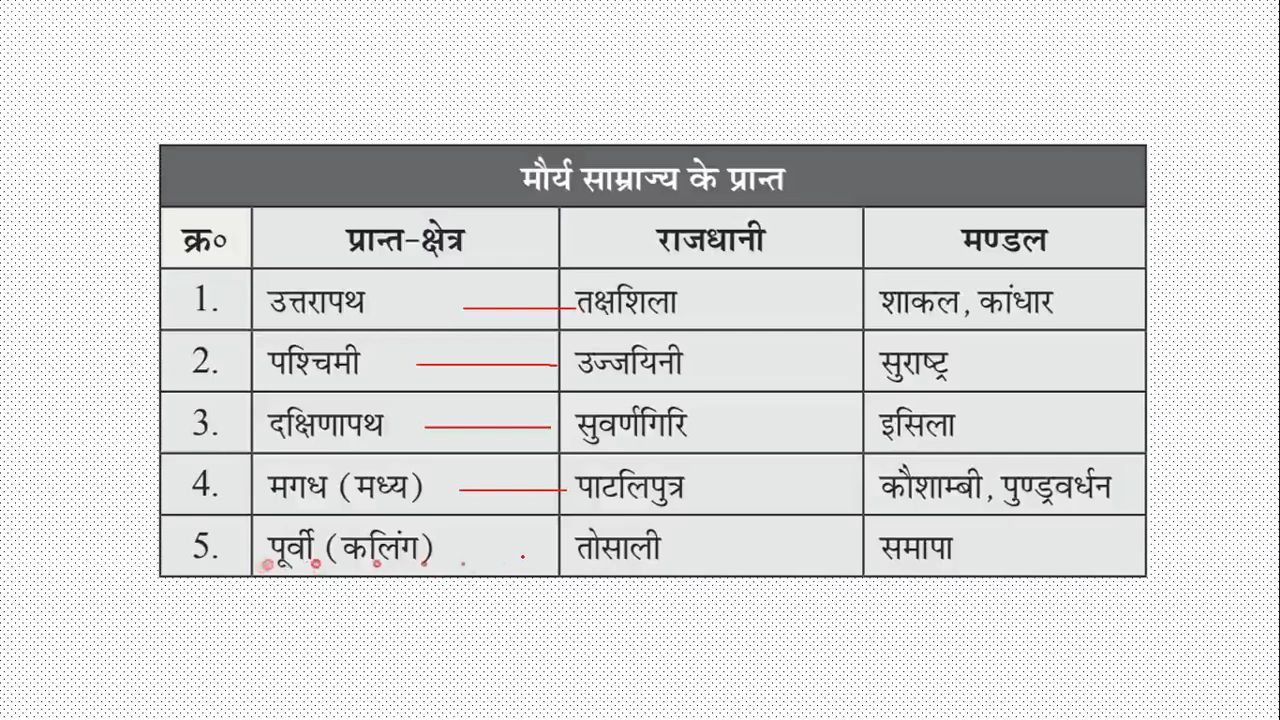 मौर्य साम्राज्य के प्रान्त
क्र० प्रान्त-क्षेत्र राजधानी मण्डल
1. उत्तरापथ तक्षशिला शाकल, कांधार
2. पश्चिमी उज्जयिनी सुराष्ट्र
3. दक्षिणापथ सुवर्णगिरि इसिला
4. मगध (मध्य) पाटलिपुत्र कौशाम्बी, पुण्ड्रवर्धन
5. पूर्वी (कलिंग) तोसाली समापा